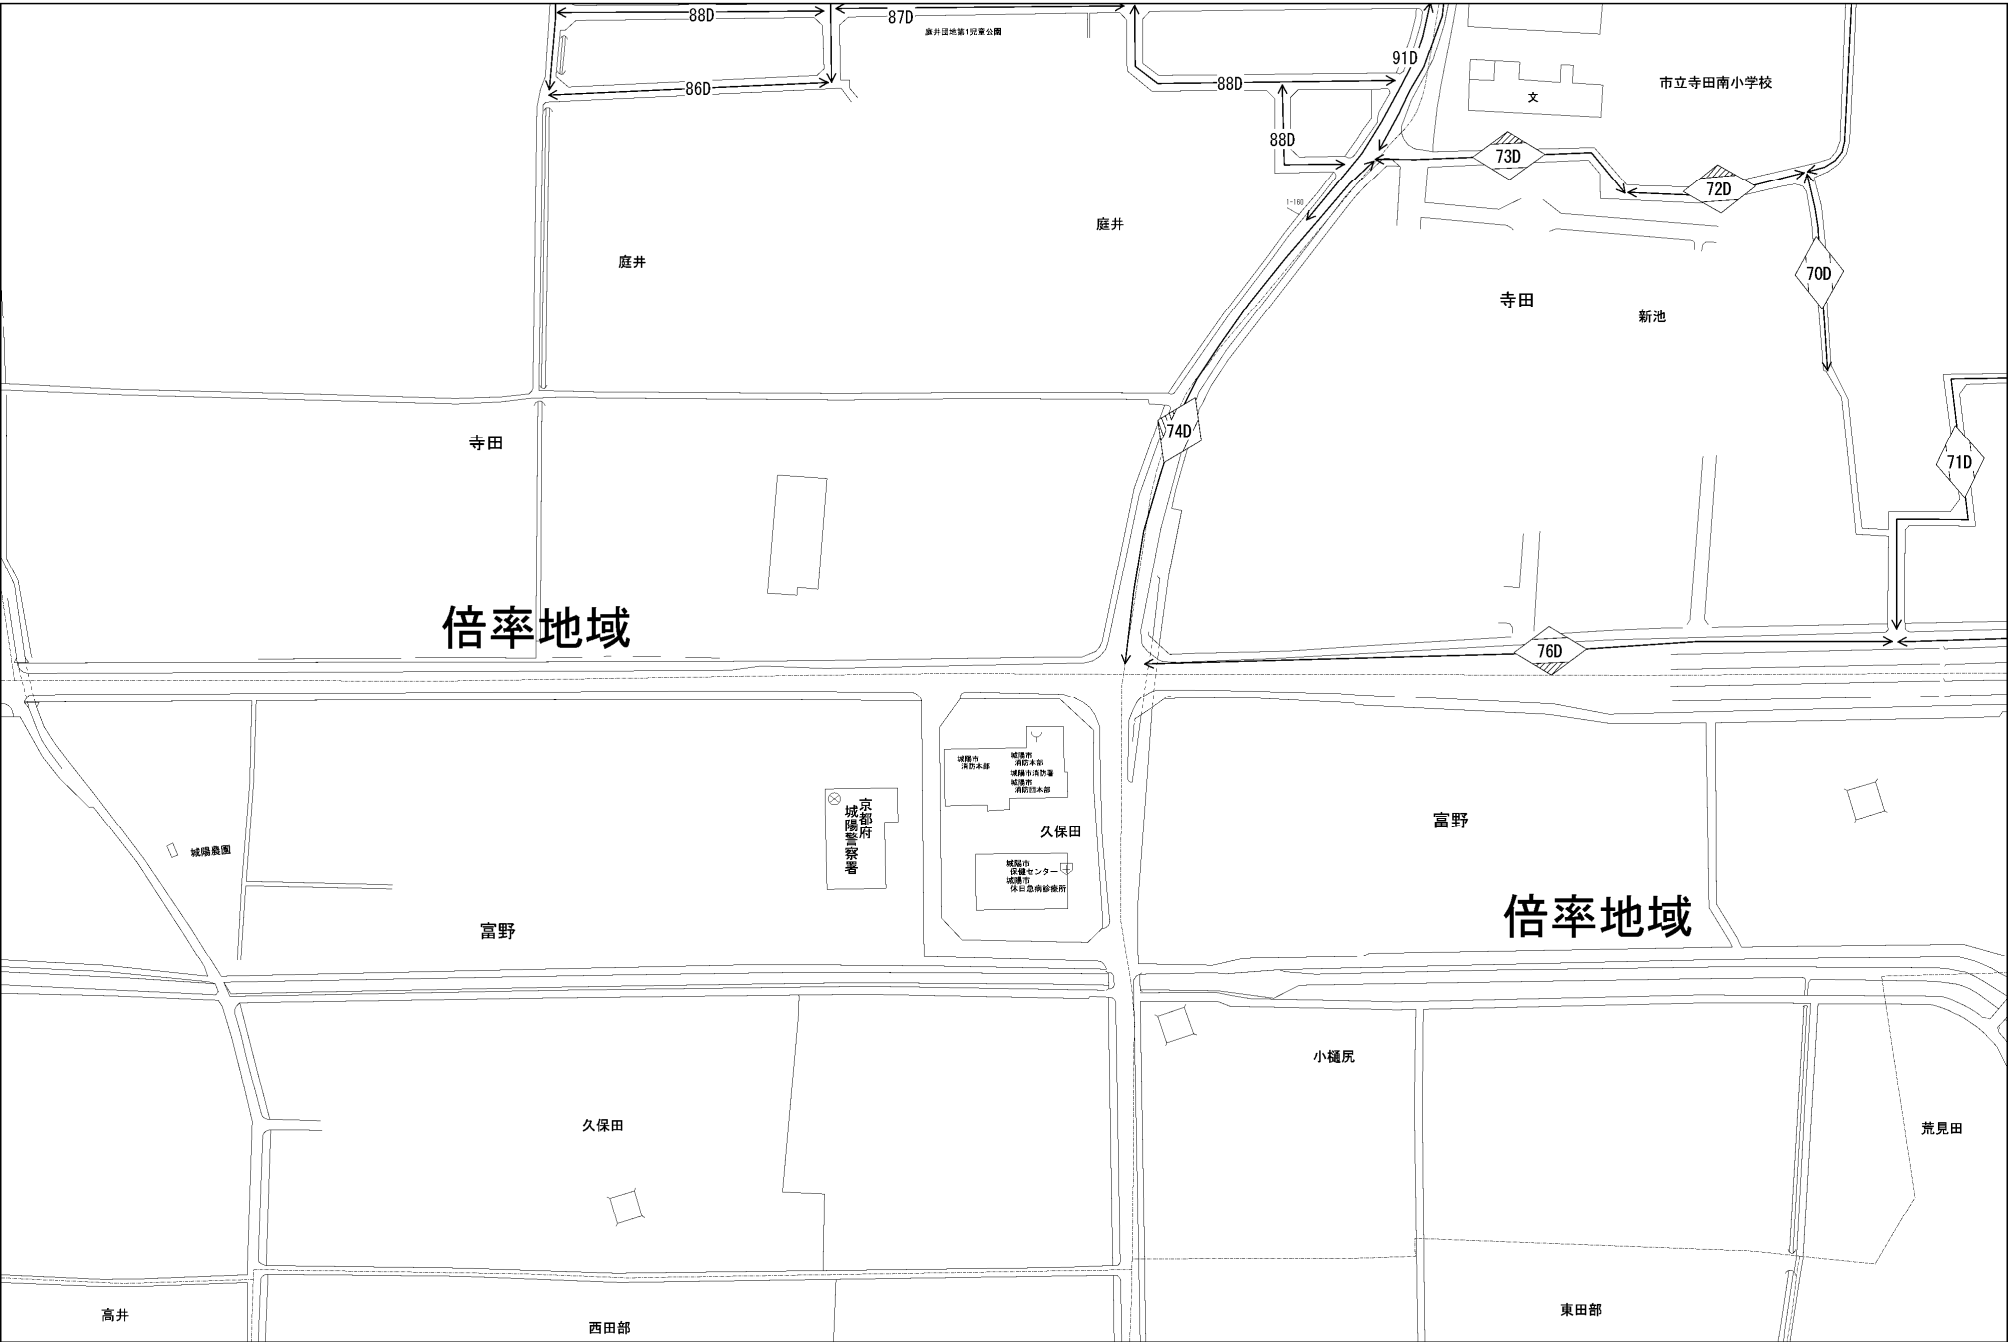 88D
87D
庭井団地第1児童公園
91D
86D
88D
市立寺田南小学校
文
88D
73D
72D
1-160
庭井
庭井
70D
寺田
新池
寺田
74D
71D
倍率地域
76D
城陽市
消防本部
城陽市
消防本部
城陽市消防署
城陽市
消防団本部
京都府
城陽警察署
久保田
富野
城陽農園
城陽市
保健センター
城陽市
休日急病診療所
倍率地域
富野
小樋尻
久保田
荒見田
高井
西田部
東田部